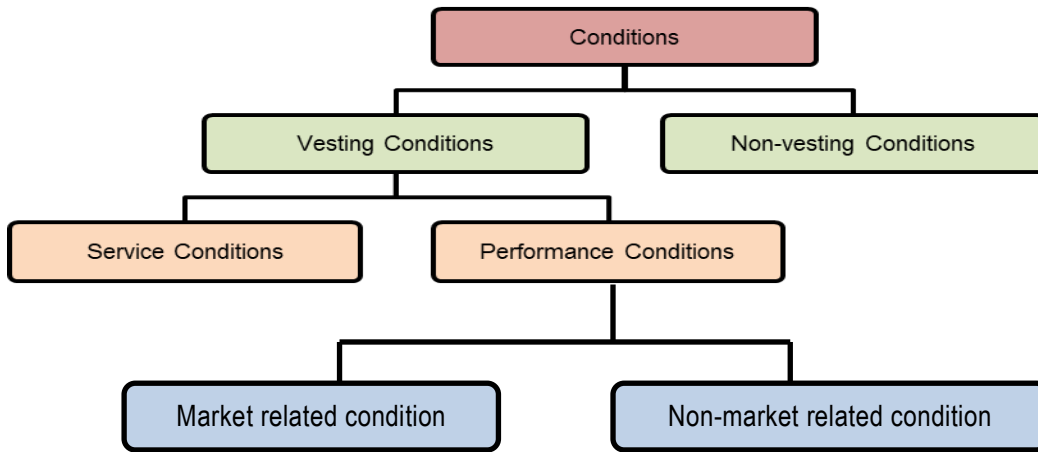 Conditions
Vesting Conditions
Non-vesting Conditions
Service Conditions
Performance Conditions
Market related condition
Non-market related condition